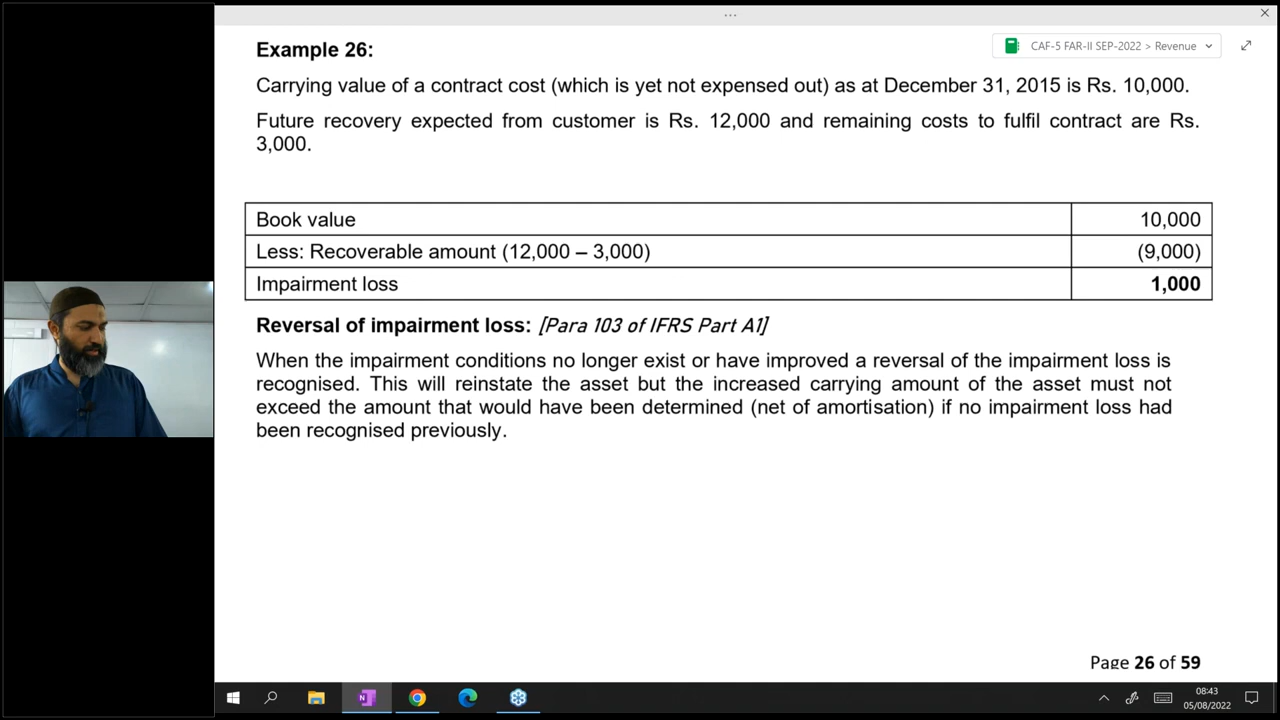 Example 26:
CAF-5 FAR-II SEP-2022 > Revenue
Carrying value of a contract cost (which is yet not expensed out) as at December 31, 2015 is Rs. 10,000.
Future recovery expected from customer is Rs. 12,000 and remaining costs to fulfil contract are Rs.
3,000.
Book value 10,000
Less: Recoverable amount (12,000 – 3,000) (9,000)
Impairment loss 1,000
Reversal of impairment loss: [Para 103 of IFRS Part A1]
When the impairment conditions no longer exist or have improved a reversal of the impairment loss is
recognised. This will reinstate the asset but the increased carrying amount of the asset must not
exceed the amount that would have been determined (net of amortisation) if no impairment loss had
been recognised previously.
Page 26 of 59
08:43
05/08/2022